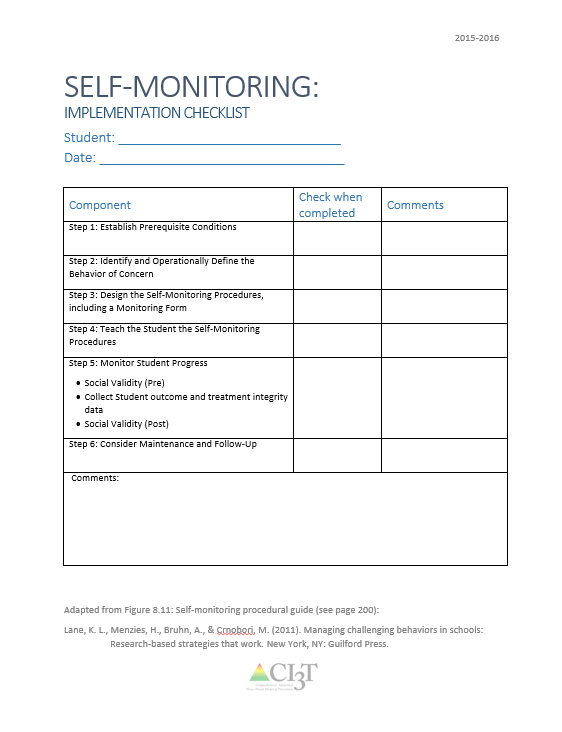 2015-2016
SELF-MONITORING:
IMPLEMENTATION CHECKLIST
Student: ______________________________
Date: _________________________________
Component
Check when
completed
Comments
Step 1: Establish Prerequisite Conditions
Step 2: Identify and Operationally Define the
Behavior of Concern
Step 3: Design the Self-Monitoring Procedures,
including a Monitoring Form
Step 4: Teach the Student the Self-Monitoring
Procedures
Step 5: Monitor Student Progress
• Social Validity (Pre)
• Collect Student outcome and treatment integrity
data
• Social Validity (Post)
Step 6: Consider Maintenance and Follow-Up
Comments:
Adapted from Figure 8.11: Self-monitoring procedural guide (see page 200):
Lane, K. L., Menzies, H., Bruhn, A., & Crnobori, M. (2011). Managing challenging behaviors in schools:
Research-based strategies that work. New York, NY: Guilford Press.
CI3T